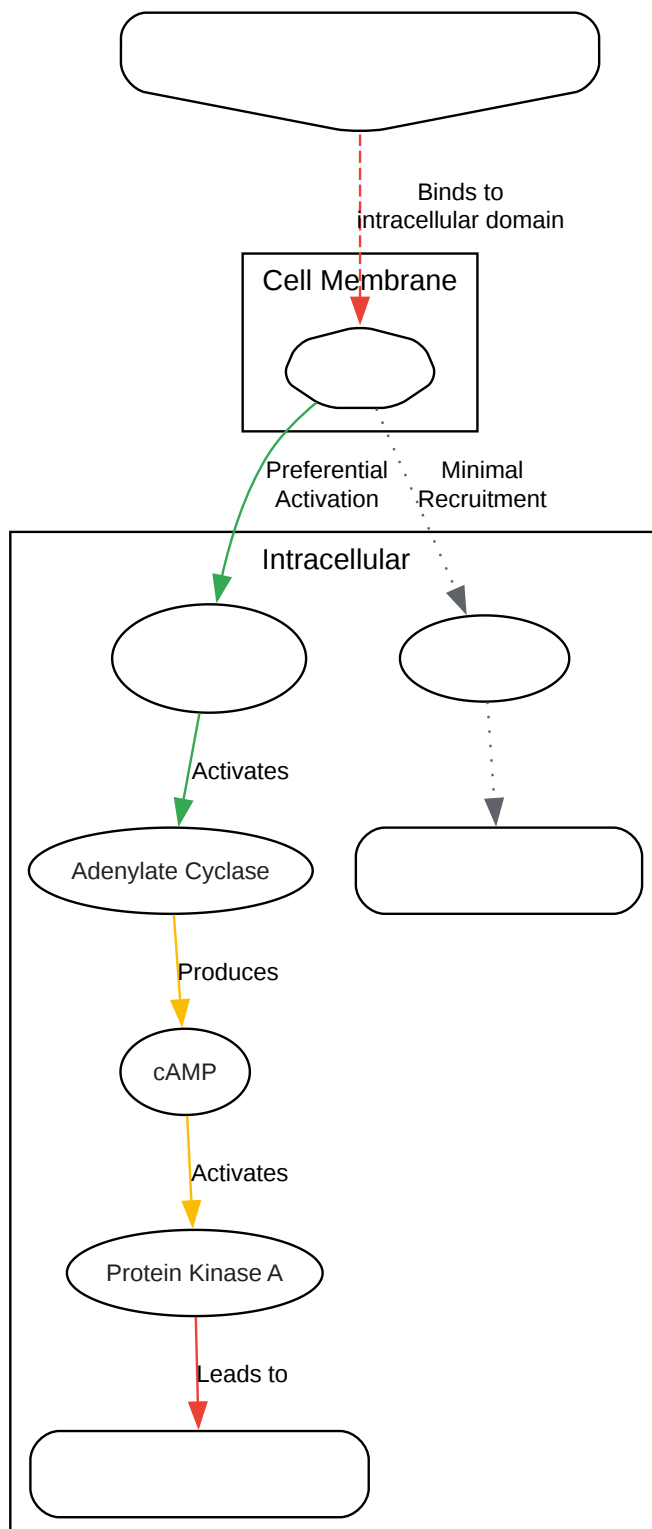 Binds to
intracellular domain
Cell Membrane
Preferential
Activation
Minimal
Recruitment
Intracellular
Activates
Adenylate Cyclase
Produces
cAMP
Activates
Protein Kinase A
Leads to